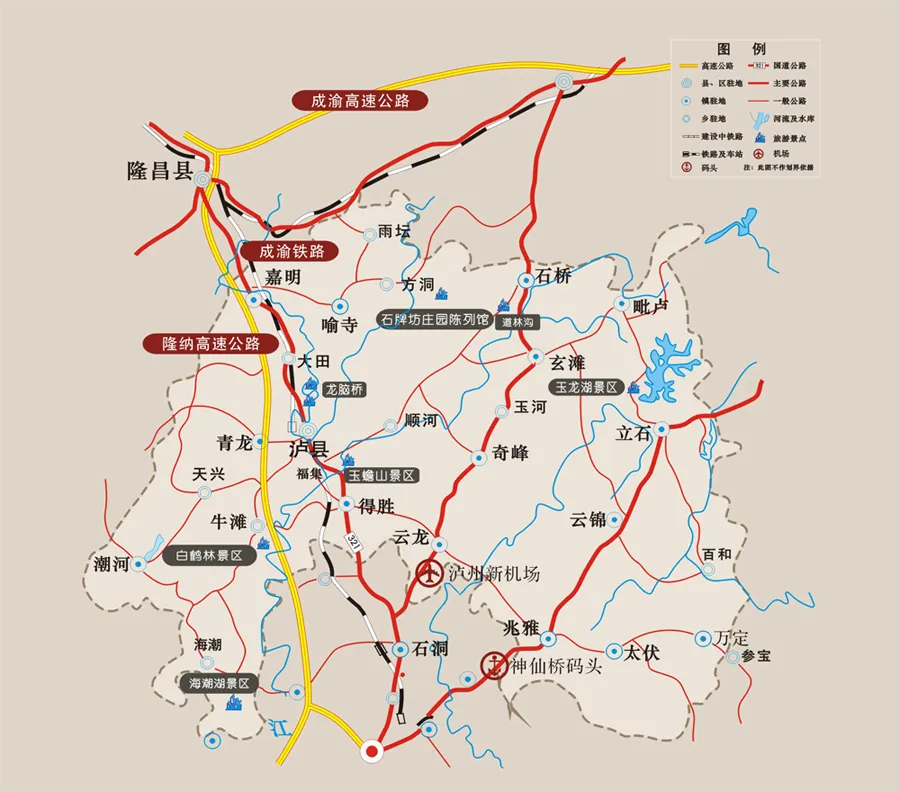 图 例
高速公路
国道公路
县、区驻地
主要公路
镇驻地
一般公路
乡驻地
河流及水库
建设中铁路
旅游景点
铁路及车站
机场
码头
注：此图不作划界依据
321
成渝高速公路
隆昌县
雨坛
成渝铁路
嘉明
方洞
石桥
喻寺
石牌坊庄园陈列馆
道林沟
毗卢
隆纳高速公路
大田
玄滩
龙脑桥
玉龙湖景区
玉河
顺河
立石
青龙
泸县
福集
奇峰
天兴
玉蟾山景区
得胜
牛滩
云锦
321
云龙
白鹤林景区
百和
潮河
泸州新机场
兆雅
万定
海潮
石洞
太伏
参宝
神仙桥码头
海潮湖景区
江